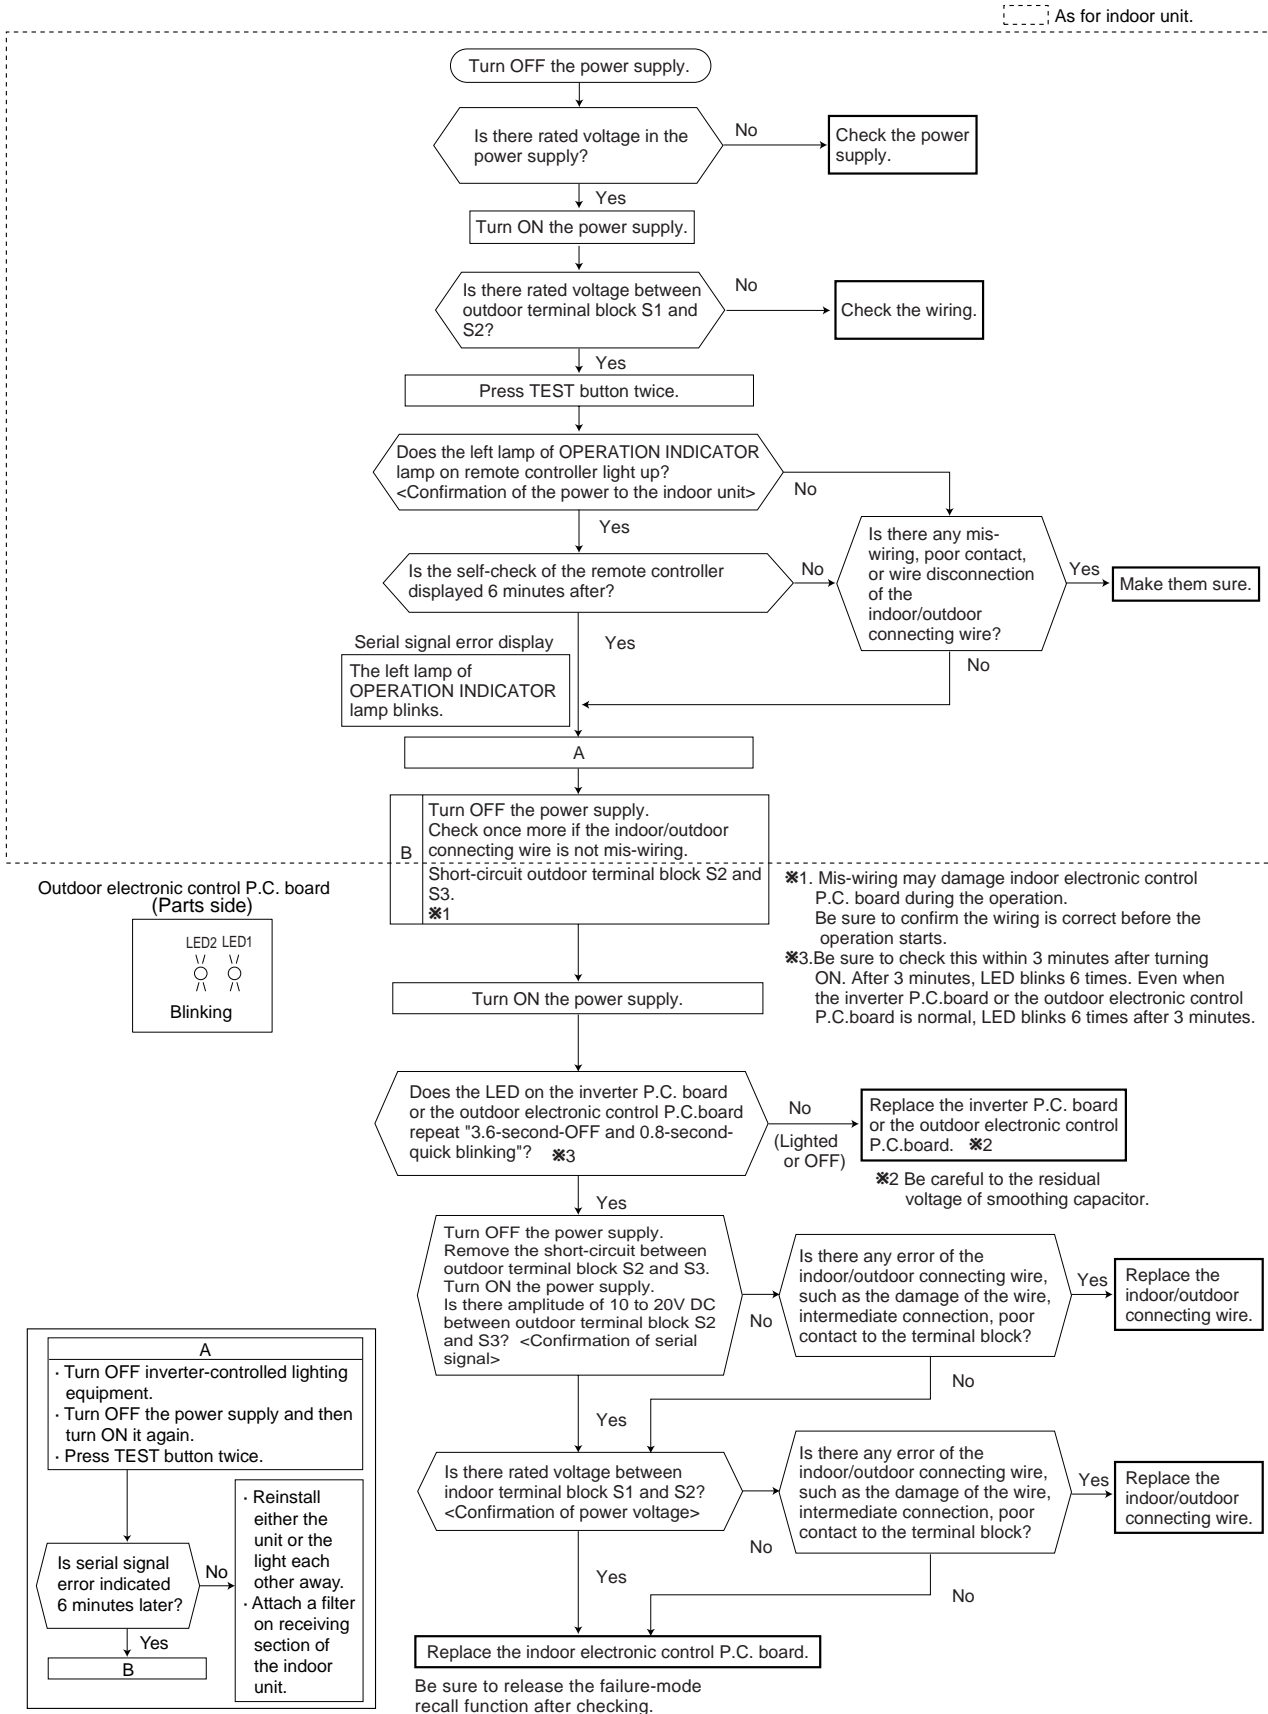 As for indoor unit.
Turn OFF the power supply.
Is there rated voltage in the
power supply?
No
Check the power
supply.
Yes
Turn ON the power supply.
Is there rated voltage between
outdoor terminal block S1 and
S2?
No
Check the wiring.
Yes
Press TEST button twice.
Does the left lamp of OPERATION INDICATOR
lamp on remote controller light up?
<Confirmation of the power to the indoor unit>
No
Yes
Is there any mis-
wiring, poor contact,
or wire disconnection
of the
indoor/outdoor
connecting wire?
Yes
Make them sure.
Is the self-check of the remote controller
displayed 6 minutes after?
No
Serial signal error display
Yes
No
The left lamp of
OPERATION INDICATOR
lamp blinks.
A
B
Turn OFF the power supply.
Check once more if the indoor/outdoor
connecting wire is not mis-wiring.
Short-circuit outdoor terminal block S2 and
S3.
※1
Outdoor electronic control P.C. board
(Parts side)
LED2 LED1
Blinking
※1. Mis-wiring may damage indoor electronic control
P.C. board during the operation.
Be sure to confirm the wiring is correct before the
operation starts.
※3.Be sure to check this within 3 minutes after turning
ON. After 3 minutes, LED blinks 6 times. Even when
the inverter P.C.board or the outdoor electronic control
P.C.board is normal, LED blinks 6 times after 3 minutes.
Turn ON the power supply.
Does the LED on the inverter P.C. board
or the outdoor electronic control P.C.board
repeat "3.6-second-OFF and 0.8-second-
quick blinking"? ※3
No
(Lighted
or OFF)
Replace the inverter P.C. board
or the outdoor electronic control
P.C.board. ※2
※2 Be careful to the residual
voltage of smoothing capacitor.
Yes
Turn OFF the power supply.
Remove the short-circuit between
outdoor terminal block S2 and S3.
Turn ON the power supply.
Is there amplitude of 10 to 20V DC
between outdoor terminal block S2
and S3? <Confirmation of serial
signal>
No
Is there any error of the
indoor/outdoor connecting wire,
such as the damage of the wire,
intermediate connection, poor
contact to the terminal block?
Yes
Replace the
indoor/outdoor
connecting wire.
No
Yes
Is there rated voltage between
indoor terminal block S1 and S2?
<Confirmation of power voltage>
No
Is there any error of the
indoor/outdoor connecting wire,
such as the damage of the wire,
intermediate connection, poor
contact to the terminal block?
Yes
Replace the
indoor/outdoor
connecting wire.
No
Yes
Replace the indoor electronic control P.C. board.
Be sure to release the failure-mode
recall function after checking.
A
· Turn OFF inverter-controlled lighting
equipment.
· Turn OFF the power supply and then
turn ON it again.
· Press TEST button twice.
Is serial signal
error indicated
6 minutes later?
No
· Reinstall
either the
unit or the
light each
other away.
· Attach a filter
on receiving
section of
the indoor
unit.
Yes
B